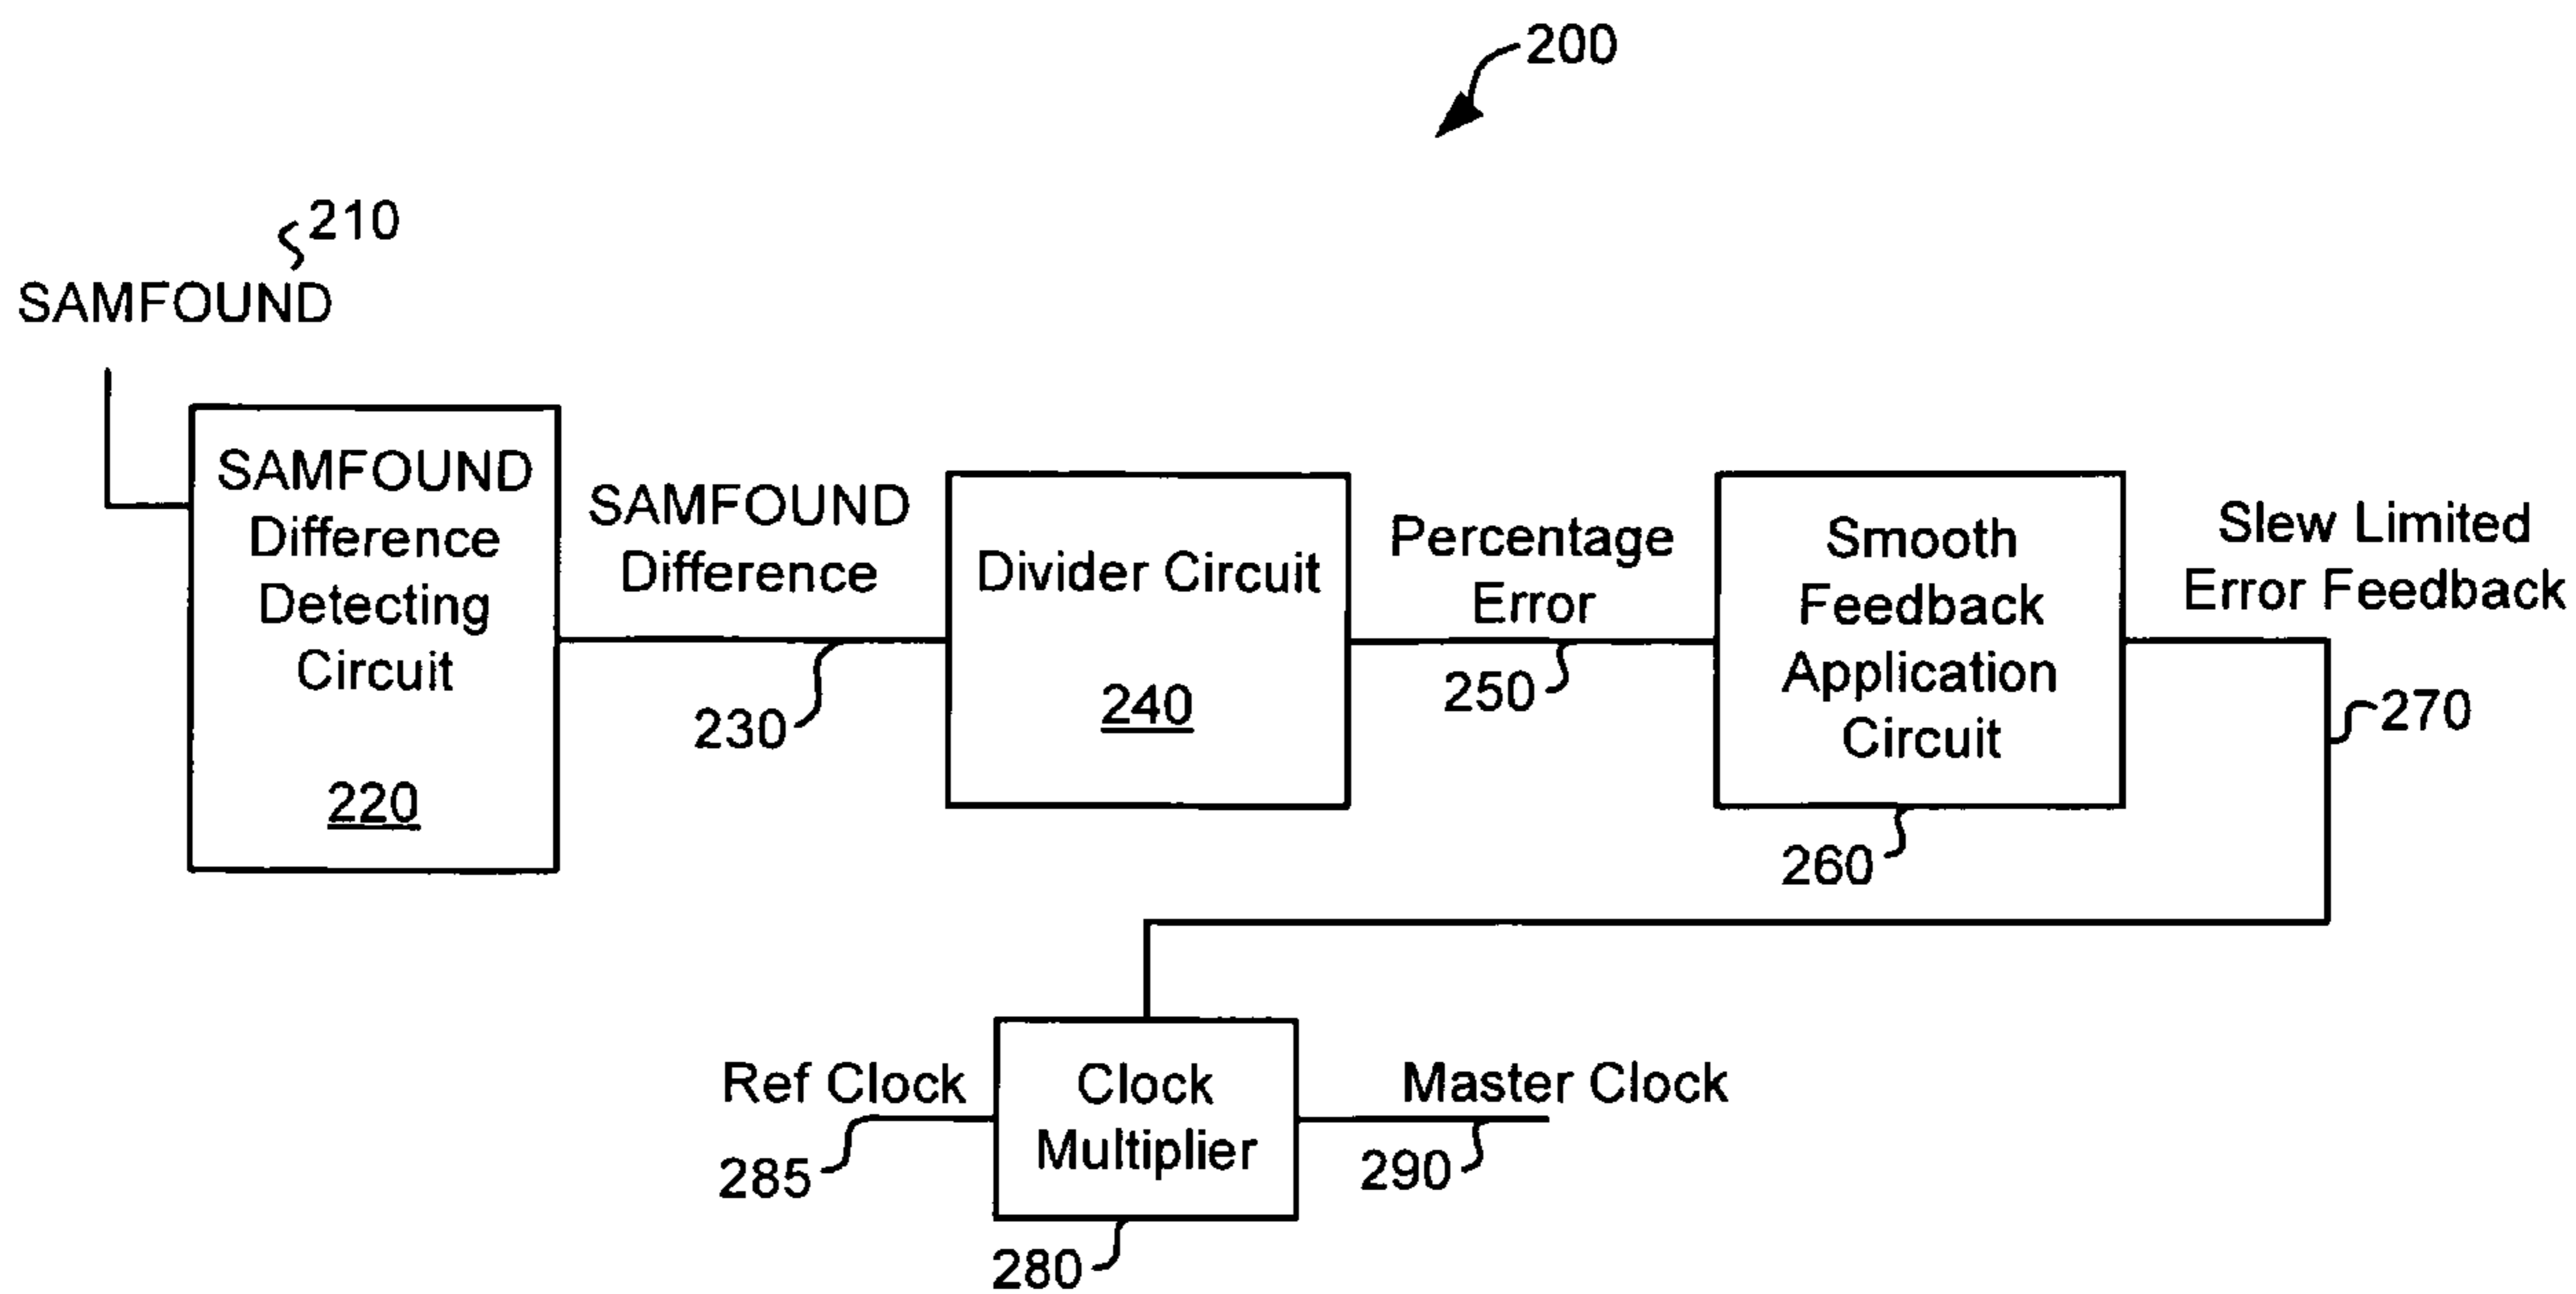 200
210
SAMFOUND
SAMFOUND
Difference
Detecting
Circuit
220
SAMFOUND
Difference
230
Divider Circuit
240
Percentage
Error
250
Smooth
Feedback
Application
Circuit
260
Slew Limited
Error Feedback
270
Ref Clock
285
Clock
Multiplier
280
Master Clock
290